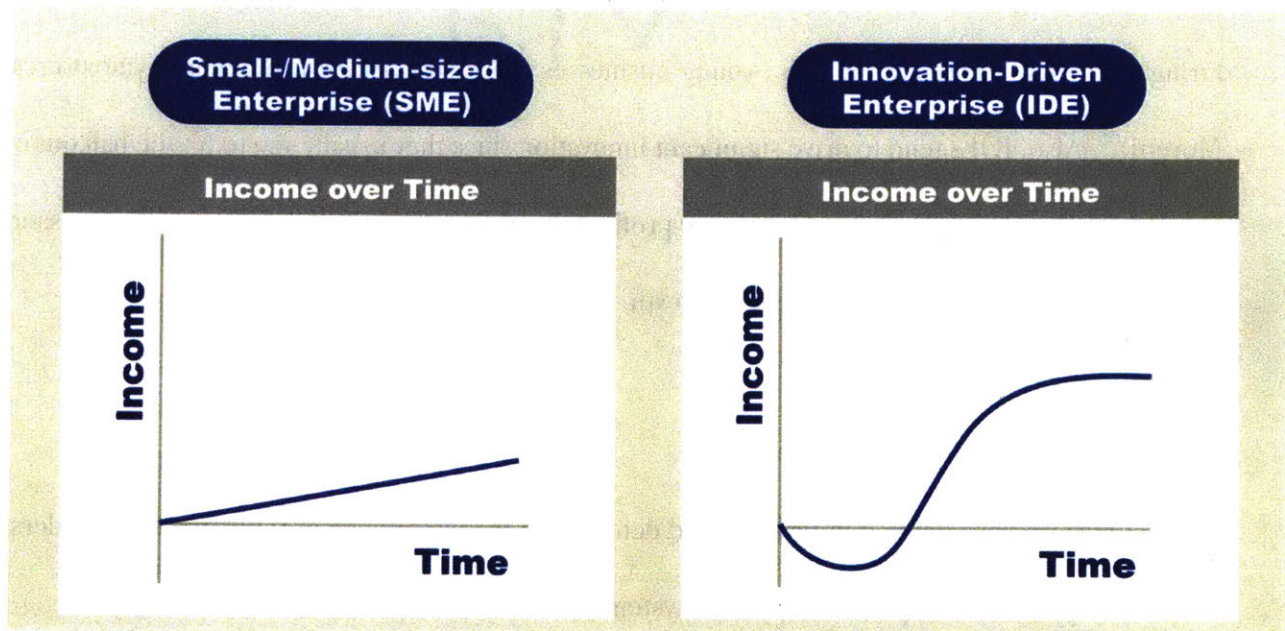 Small-/Medium-sized
Enterprise (SME)
Innovation-Driven
Enterprise (IDE)
Income over Time
Income over Time
Income
Time
Income
Time